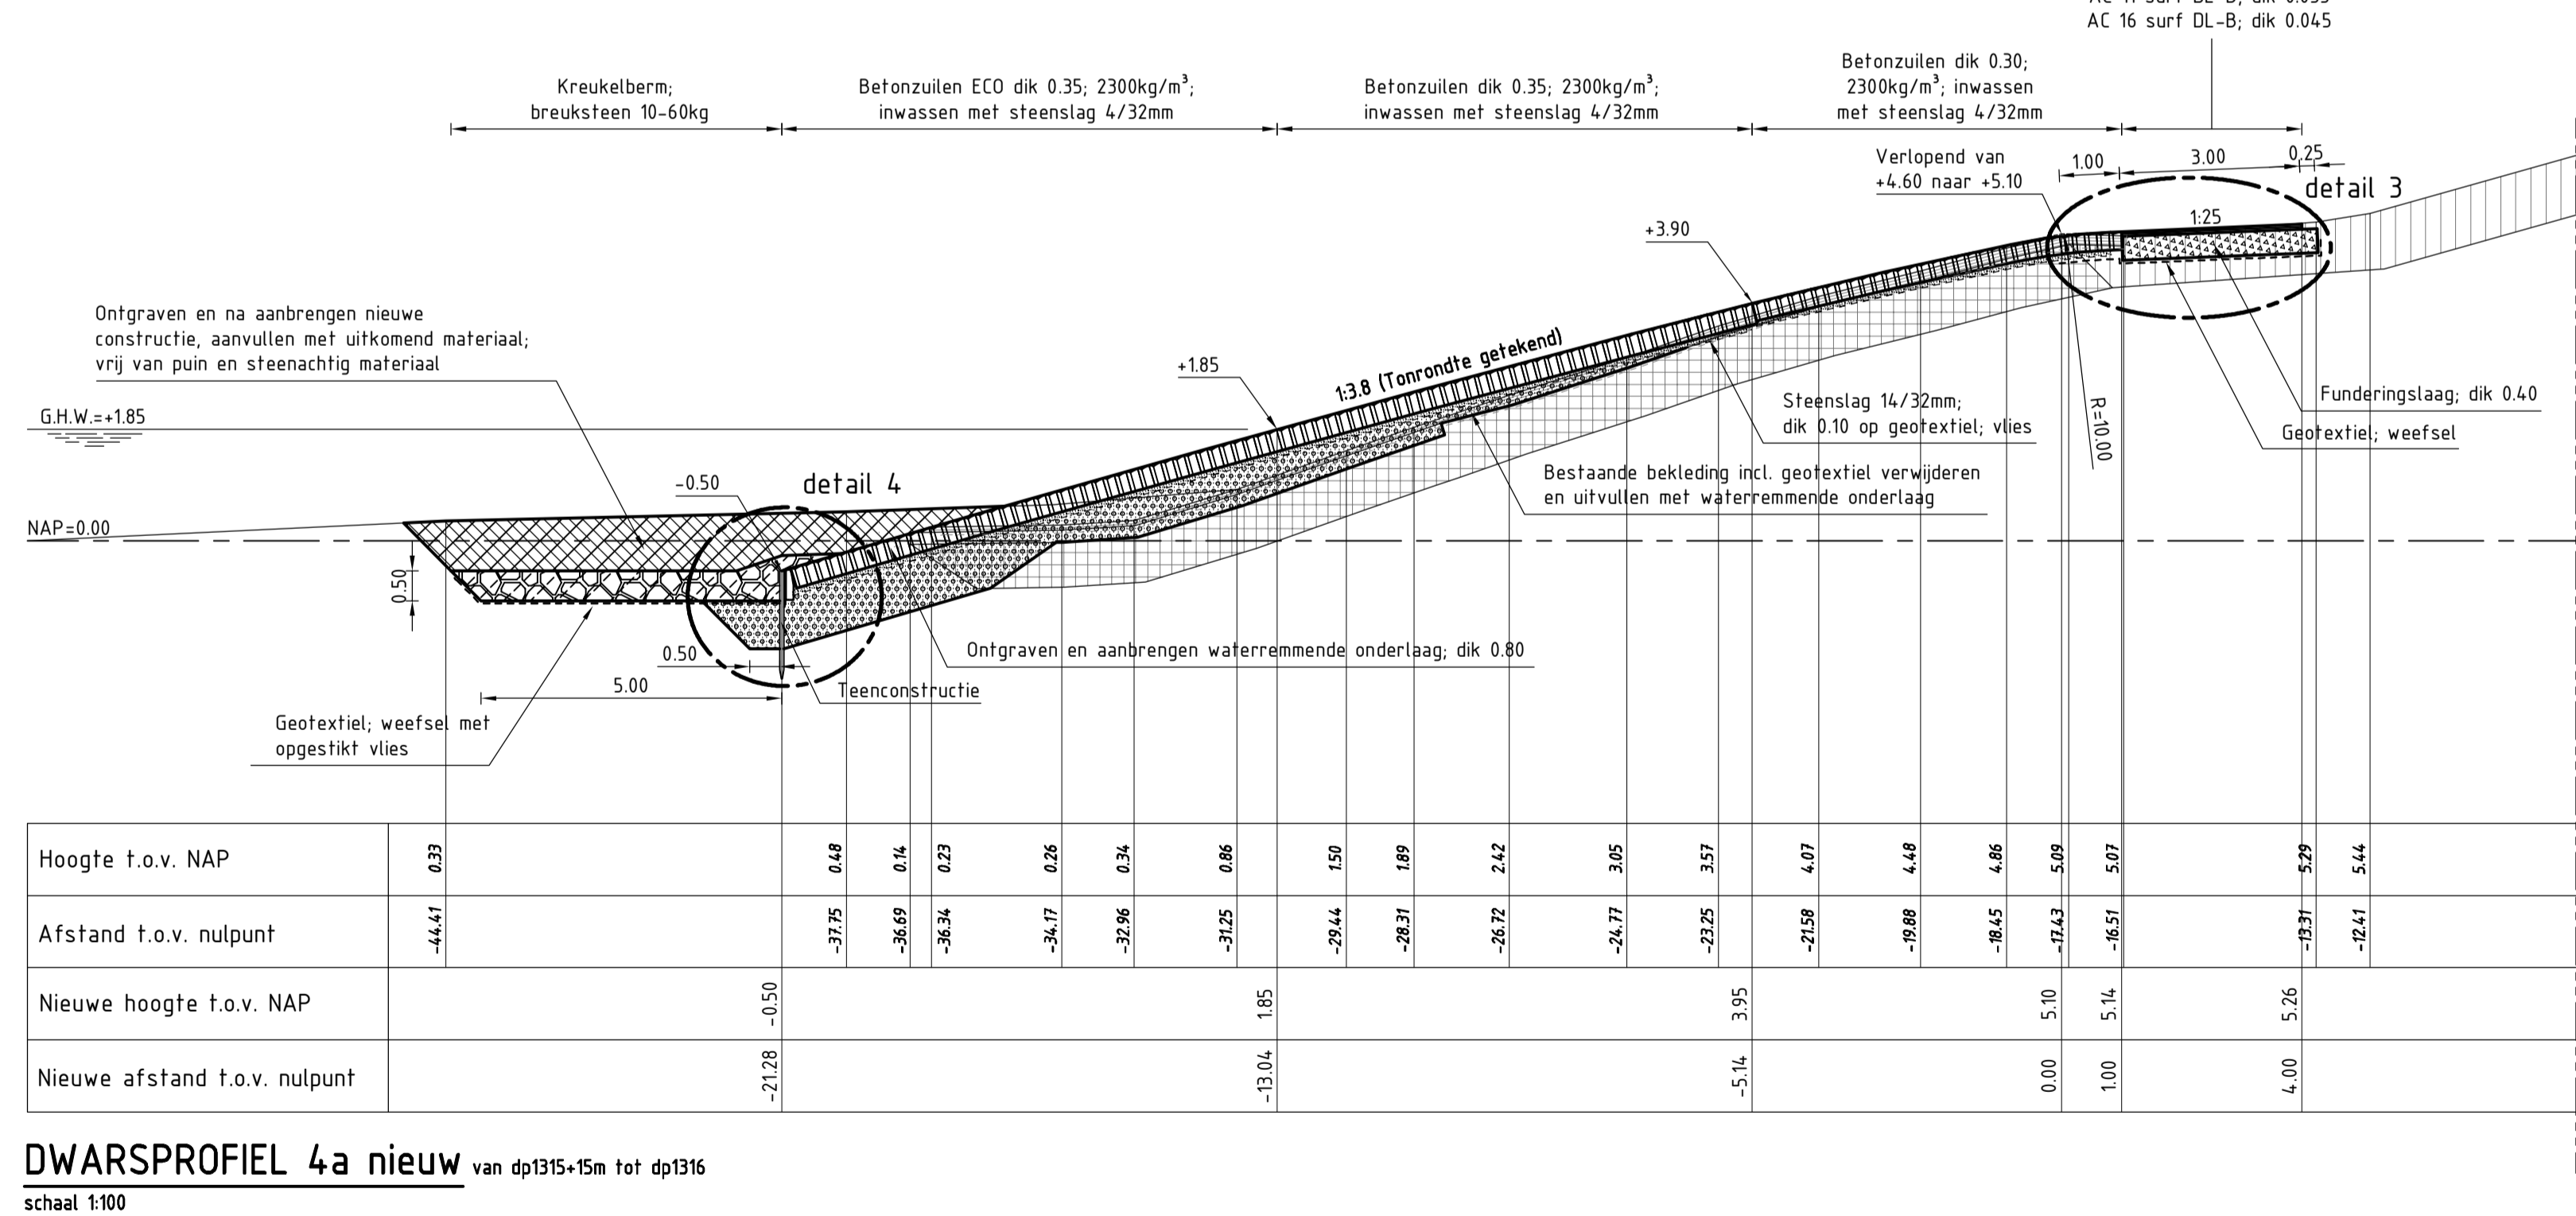 AC 16 surf DL-B; dik 0.045
Kreukelberm;
breuksteen 10-60kg
Betonzuilen ECO dik 0.35; 2300kg/m³;
inwassen met steenslag 4/32mm
Betonzuilen dik 0.35; 2300kg/m³;
inwassen met steenslag 4/32mm
Betonzuilen dik 0.30;
2300kg/m³; inwassen
met steenslag 4/32mm
Verlopend van
+4.60 naar +5.10
1.00
3.00
0,25
detail 3
1:25
+3.90
+1.85
1:3.8 (Tonrondte getekend)
Ontgraven en na aanbrengen nieuwe
constructie, aanvullen met uitkomend materiaal;
vrij van puin en steenachtig materiaal
G.H.W.=+1.85
-0.50
detail 4
NAP=0.00
0.50
Steenslag 14/32mm;
dik 0.10 op geotextiel; vlies
R=10.00
Funderingslaag; dik 0.40
Geotextiel; weefsel
Bestaande bekleding incl. geotextiel verwijderen
en uitvullen met waterremmende onderlaag
Ontgraven en aanbrengen waterremmende onderlaag; dik 0.80
0.50
5.00
Teenconstructie
Geotextiel; weefsel met
opgestikt vlies
Hoogte t.o.v. NAP 0.33 0.48 0.14 0.23 0.26 0.34 0.86 1.50 1.89 2.42 3.05 3.57 4.07 4.48 4.86 5.09 5.07 5.29 5.44
Afstand t.o.v. nulpunt -44.41 -37.75 -36.69 -36.34 -34.17 -32.96 -31.25 -29.44 -28.31 -26.72 -24.77 -23.25 -21.58 -19.88 -18.45 -17.43 -16.51 -13.31 -12.41
Nieuwe hoogte t.o.v. NAP -0.50 1.85 3.95 5.10 5.14 5.26
Nieuwe afstand t.o.v. nulpunt -21.28 -13.04 -5.14 0.00 1.00 4.00
DWARSPROFIEL 4a nieuw van dp1315+15m tot dp1316
schaal 1:100